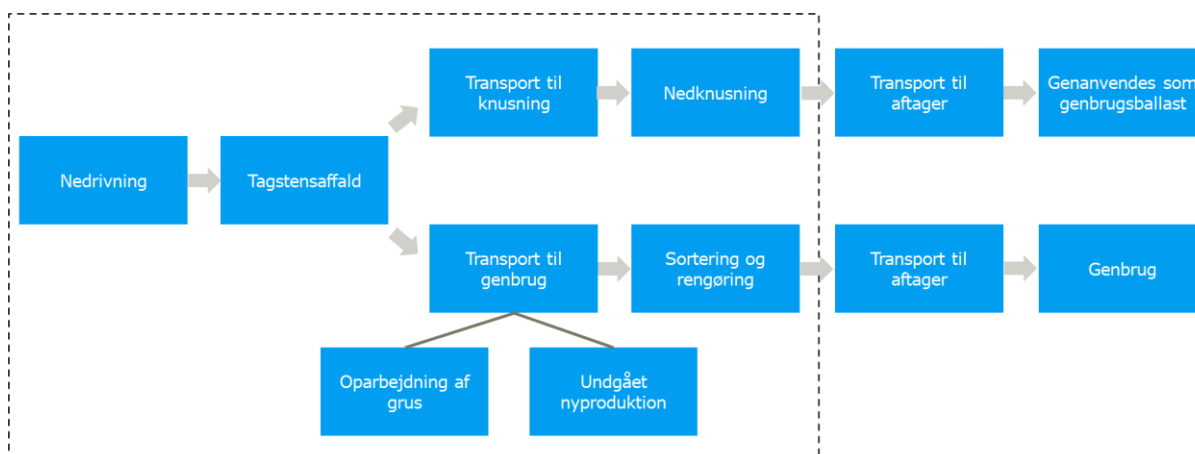 Transport til
knusning
Nedknusning
Transport til
aftager
Genanvendes som
genbrugsballast
Nedrivning
Tagstensaffald
Transport til
genbrug
Sortering og
rengøring
Transport til
aftager
Genbrug
Oparbejdning af
grus
Undgået
nyproduktion